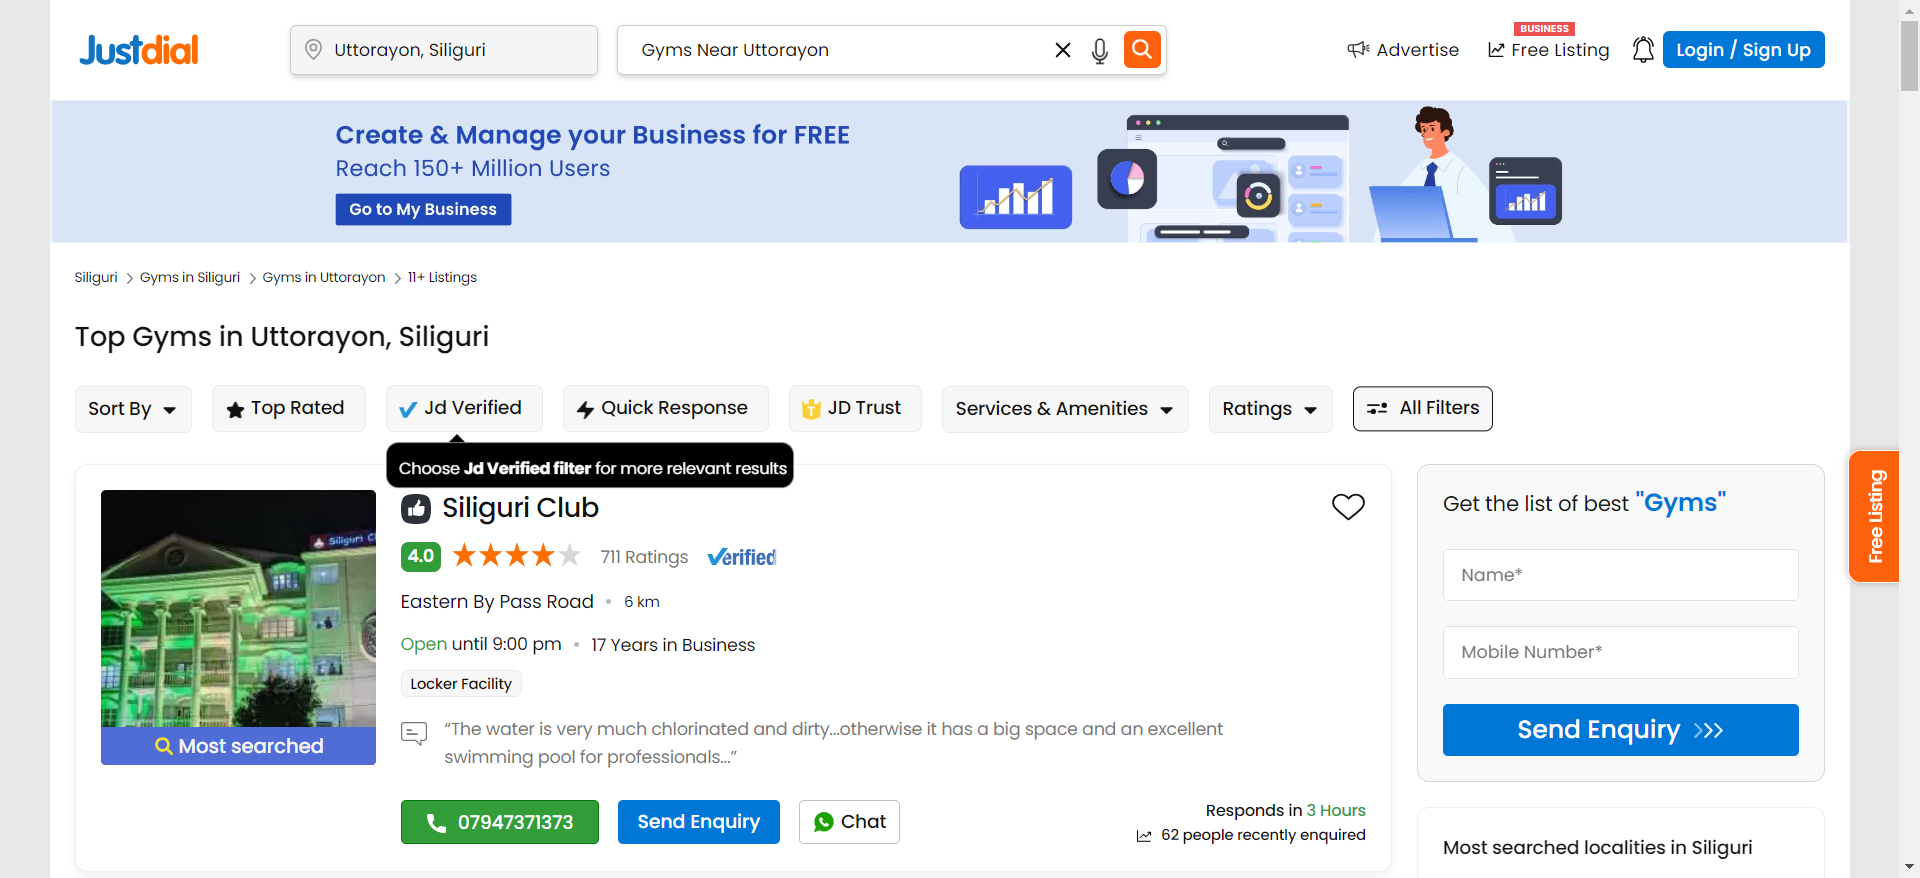 Justdial
Uttorayon, Siliguri
Gyms Near Uttorayon
Advertise
BUSINESS
Free Listing
Login / Sign Up
Create & Manage your Business for FREE
Reach 150+ Million Users
Go to My Business
Siliguri > Gyms in Siliguri > Gyms in Uttorayon > 11+ Listings
Top Gyms in Uttorayon, Siliguri
Sort By
Top Rated
Jd Verified
Quick Response
JD Trust
Services & Amenities
Ratings
All Filters
Choose Jd Verified filter for more relevant results
Siliguri C
Most searched
Siliguri Club
4.0
711 Ratings
Verified
Eastern By Pass Road • 6 km
Open until 9:00 pm • 17 Years in Business
Locker Facility
“The water is very much chlorinated and dirty...otherwise it has a big space and an excellent
swimming pool for professionals...”
07947371373
Send Enquiry
Chat
Responds in 3 Hours
62 people recently enquired
Get the list of best "Gyms"
Name*
Mobile Number*
Send Enquiry
Most searched localities in Siliguri
Free Listing